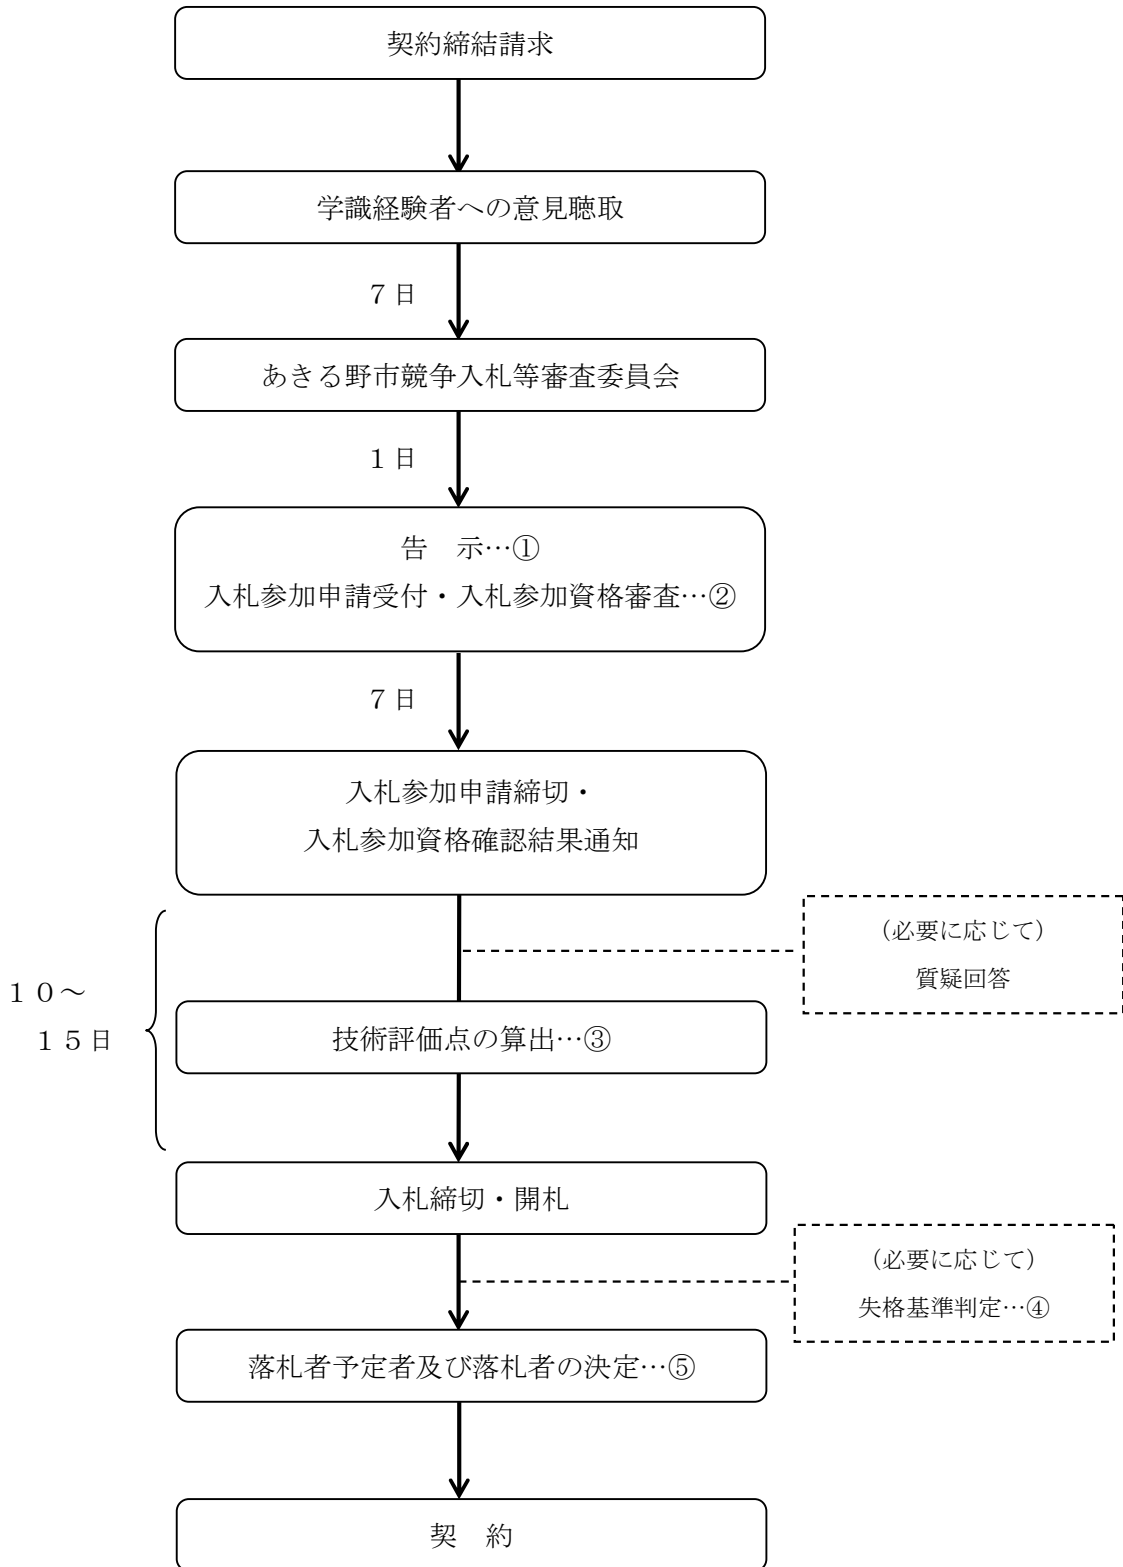 契約締結請求
学識経験者への意見聴取
７日
あきる野市競争入札等審査委員会
１日
告　示…①
入札参加申請受付・入札参加資格審査…②
７日
入札参加申請締切・
入札参加資格確認結果通知
（必要に応じて）
質疑回答
１０～
１５日
技術評価点の算出…③
入札締切・開札
（必要に応じて）
失格基準判定…④
落札者予定者及び落札者の決定…⑤
契　約